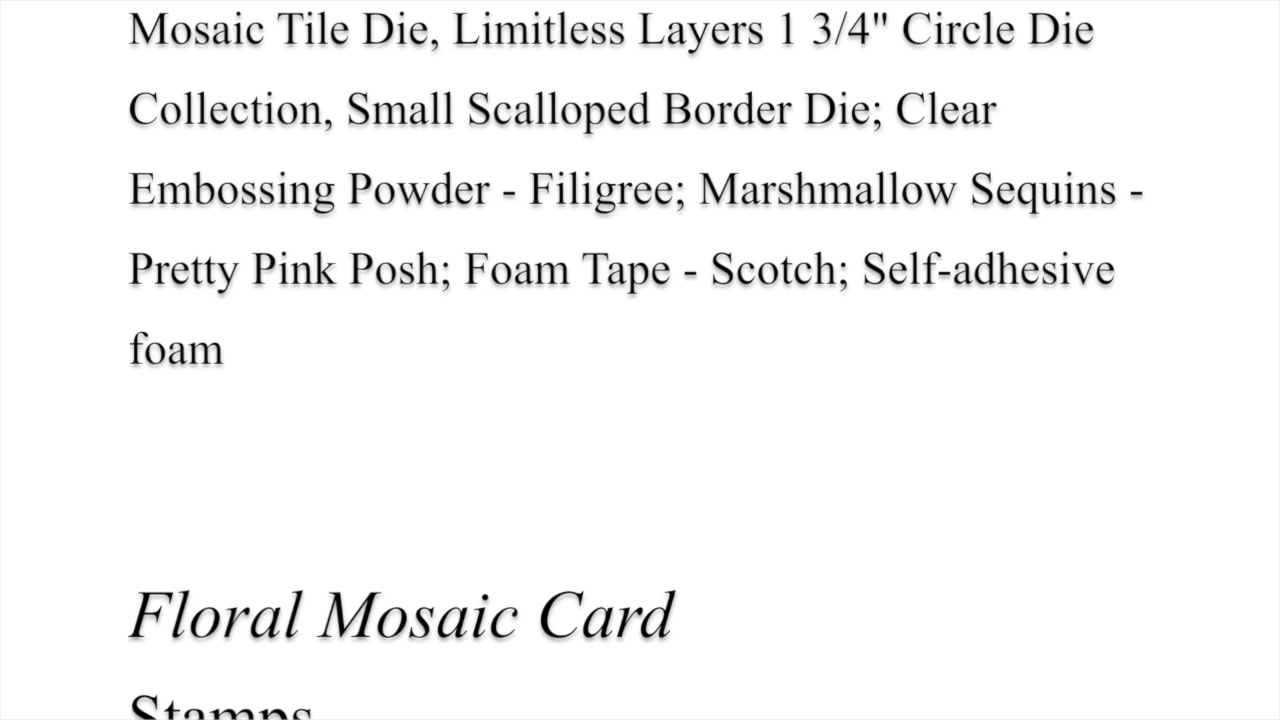 Mosaic Tile Die, Limitless Layers 1 3/4" Circle Die
Collection, Small Scalloped Border Die; Clear
Embossing Powder - Filigree; Marshmallow Sequins -
Pretty Pink Posh; Foam Tape - Scotch; Self-adhesive
foam
Floral Mosaic Card
Stamps